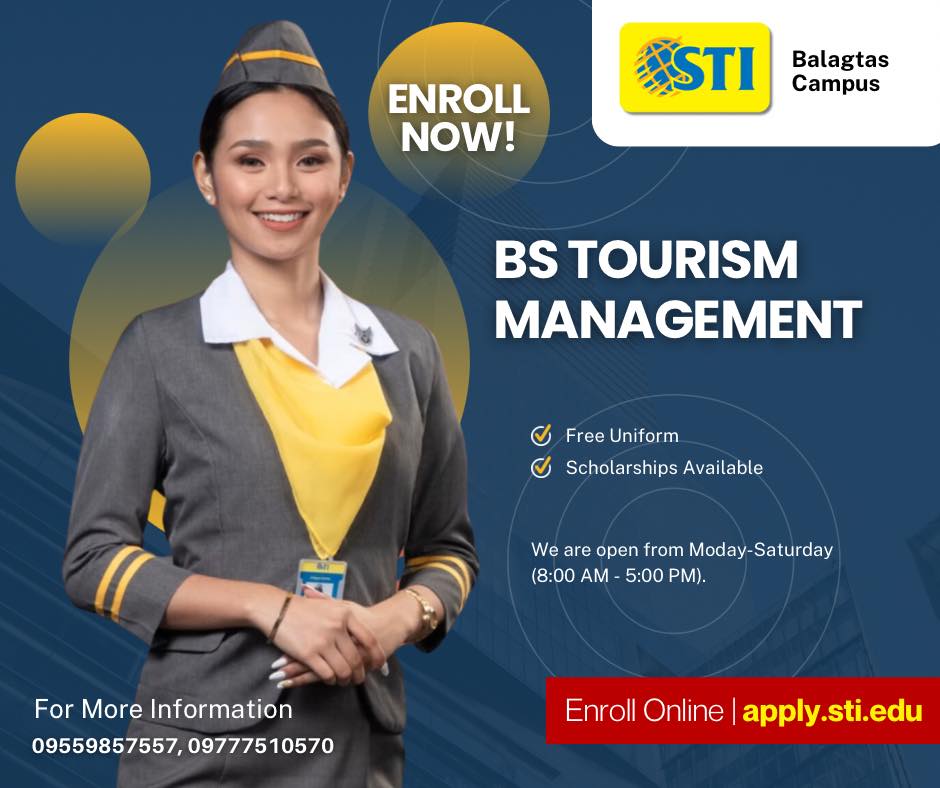 ENROLL
NOW!
STI
Balagtas
Campus
BS TOURISM
MANAGEMENT
Free Uniform
Scholarships Available
We are open from Moday-Saturday
(8:00 AM - 5:00 PM).
STI
For More Information
09559857557, 09777510570
Enroll Online | apply.sti.edu